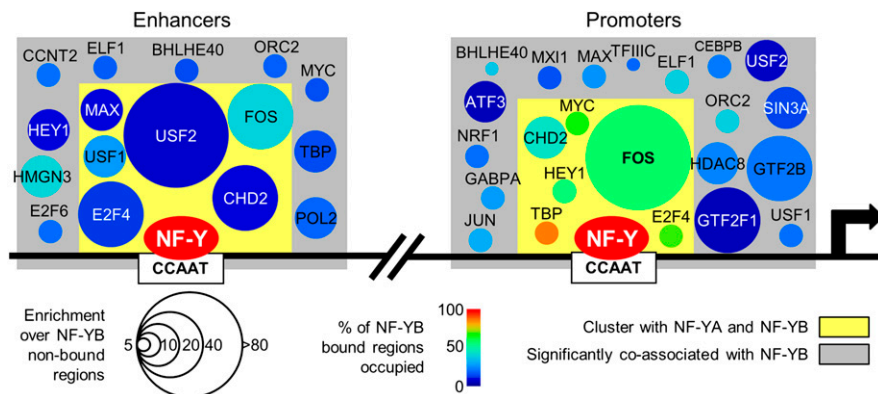 Enhancers
Promoters
CCNT2
ELF1
BHLHE40
ORC2
MYC
HEY1
MAX
USF2
FOS
TBP
HMGN3
USF1
CHD2
E2F6
E2F4
POL2
NF-Y
CCAAT
BHLHE40
MXI1
MAX
TFIIIC
ELF1
CEBPB
USF2
ATF3
MYC
ORC2
SIN3A
NRF1
CHD2
FOS
HDAC8
GTF2B
GABPA
HEY1
JUN
TBP
E2F4
GTF2F1
USF1
NF-Y
CCAAT
Enrichment
over NF-YB
non-bound
regions
5 10 20 40 >80
% of NF-YB
bound regions
occupied
100
50
0
Cluster with NF-YA and NF-YB
Significantly co-associated with NF-YB